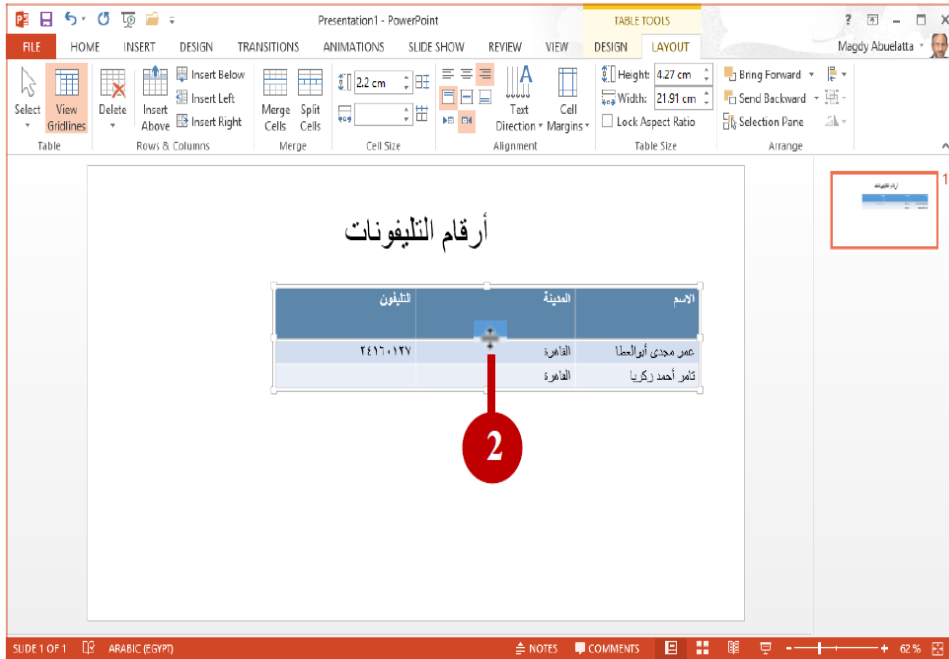 Presentation1 - PowerPoint
TABLE TOOLS
?
FILE HOME INSERT DESIGN TRANSITIONS ANIMATIONS SLIDE SHOW REVIEW VIEW DESIGN LAYOUT Magdy Abuelatta
Select
View Gridlines
Table
Delete
Insert Above
Insert Below
Insert Left
Insert Right
Rows & Columns
Merge Cells
Split Cells
Merge
2.2 cm
Cell Size
Text Direction
Cell Margins
Alignment
Height: 4.27 cm
Width: 21.91 cm
Lock Aspect Ratio
Table Size
Bring Forward
Send Backward
Selection Pane
Arrange
1
أرقام التليفونات
الاسم المدينة التليفون
عمر مجدى أبوالعطا القاهرة ٢٤١٦٠١٢٧
تامر أحمد زكريا القاهرة
2
SLIDE 1 OF 1 ARABIC (EGYPT) NOTES COMMENTS 62 %